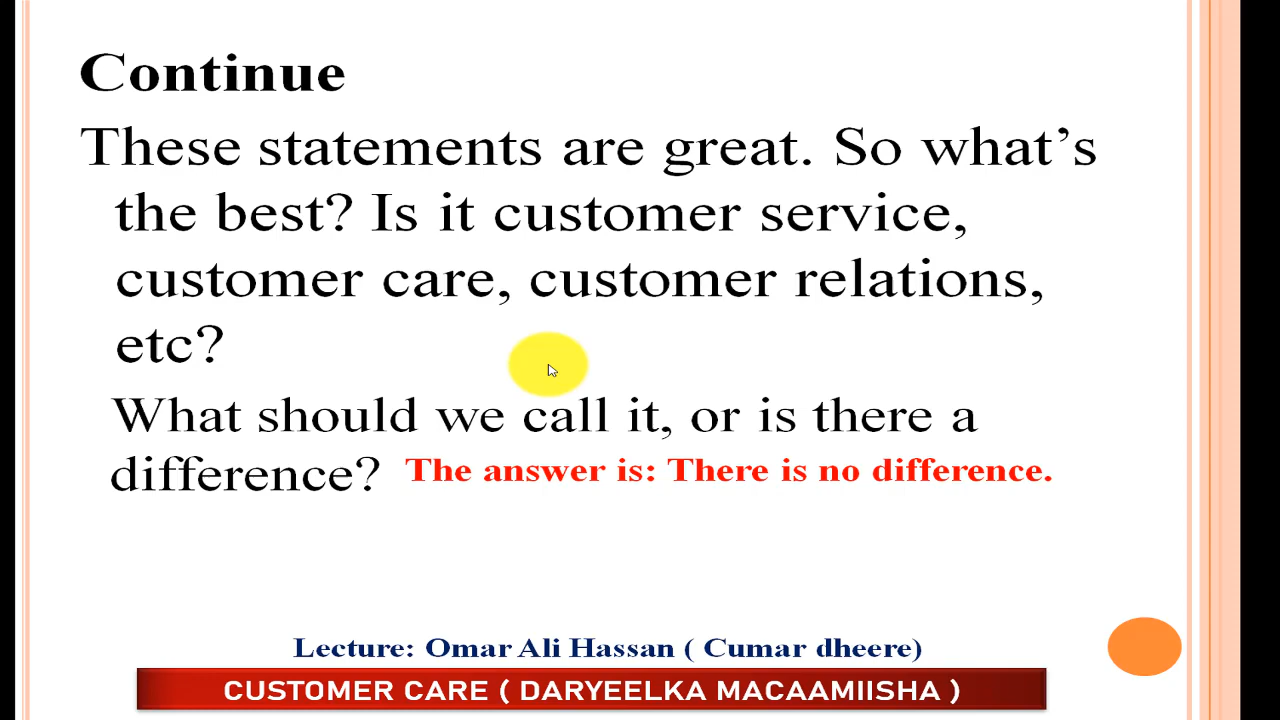 Continue
These statements are great. So what’s
the best? Is it customer service,
customer care, customer relations,
etc?
What should we call it, or is there a
difference? The answer is: There is no difference.
Lecture: Omar Ali Hassan ( Cumar dheere)
CUSTOMER CARE ( DARYEELKA MACAAMIISHA )